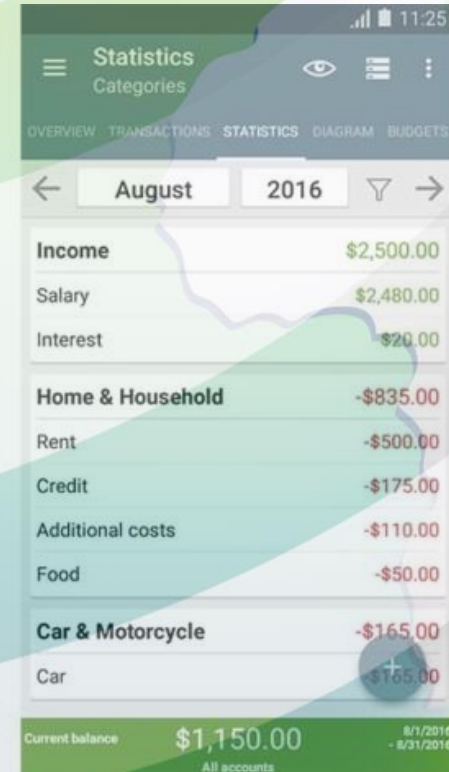 11:25
Statistics
Categories
OVERVIEW TRANSACTIONS STATISTICS DIAGRAM BUDGETS
August 2016
Income $2,500.00
Salary $2,480.00
Interest $20.00
Home & Household -$835.00
Rent -$500.00
Credit -$175.00
Additional costs -$110.00
Food -$50.00
Car & Motorcycle -$165.00
Car -$165.00
Current balance $1,150.00 8/1/2016
- 8/31/2016
All accounts